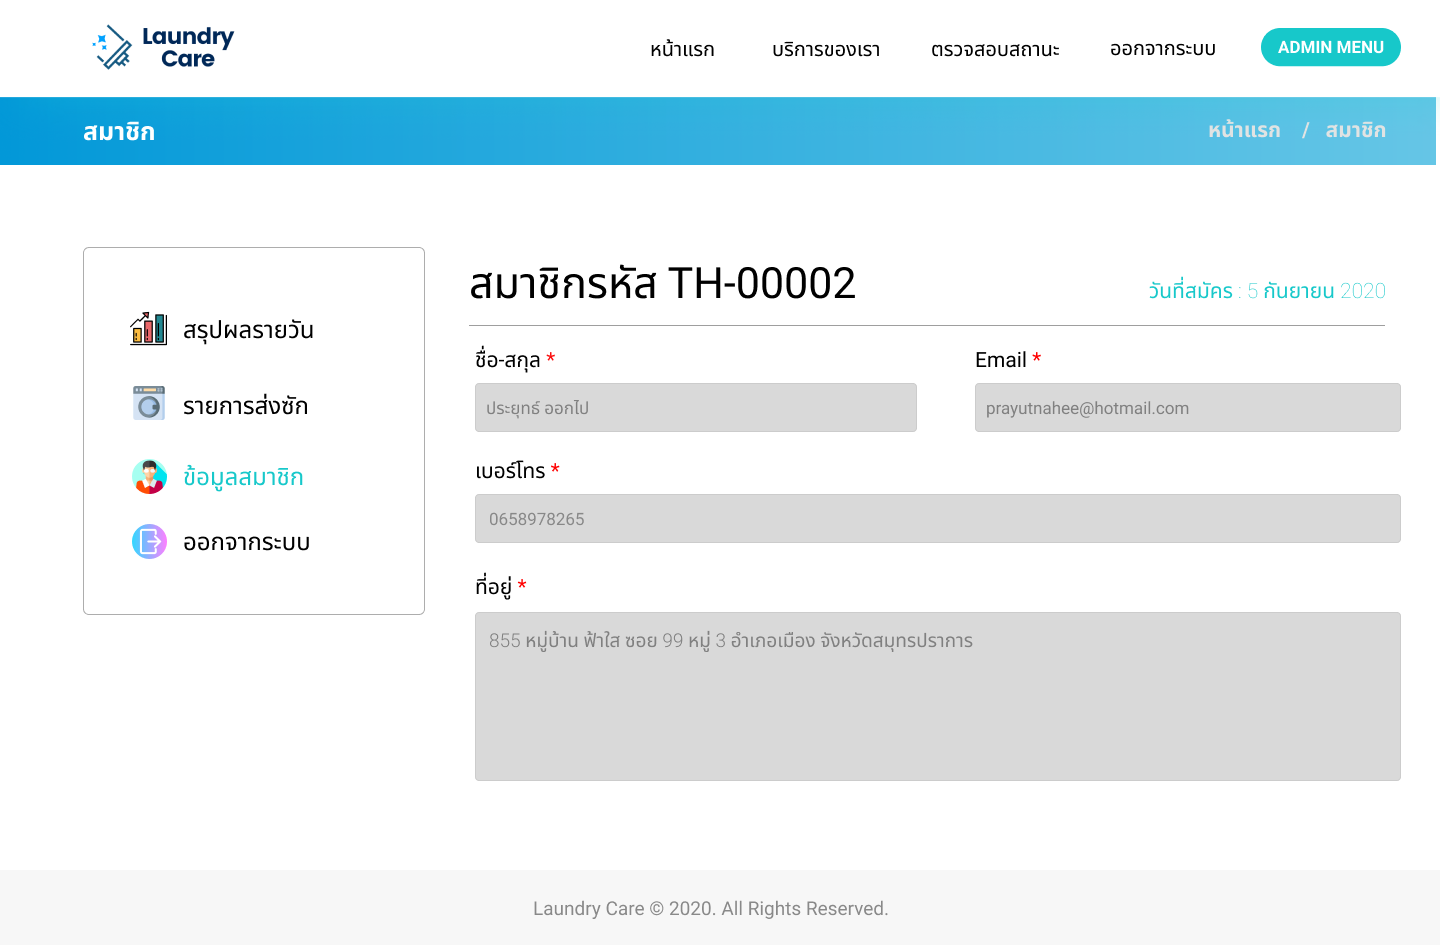 Laundry
Care
หน้าแรก
บริการของเรา
ตรวจสอบสถานะ
ออกจากระบบ
ADMIN MENU
สมาชิก
หน้าแรก / สมาชิก
สรุปผลรายวัน
รายการส่งซัก
ข้อมูลสมาชิก
ออกจากระบบ
สมาชิกรหัส TH-00002
วันที่สมัคร : 5 กันยายน 2020
ชื่อ-สกุล *
Email *
ประยุทธ์ ออกไป
prayutnahee@hotmail.com
เบอร์โทร *
0658978265
ที่อยู่ *
855 หมู่บ้าน ฟ้าใส ซอย 99 หมู่ 3 อำเภอเมือง จังหวัดสมุทรปราการ
Laundry Care © 2020. All Rights Reserved.